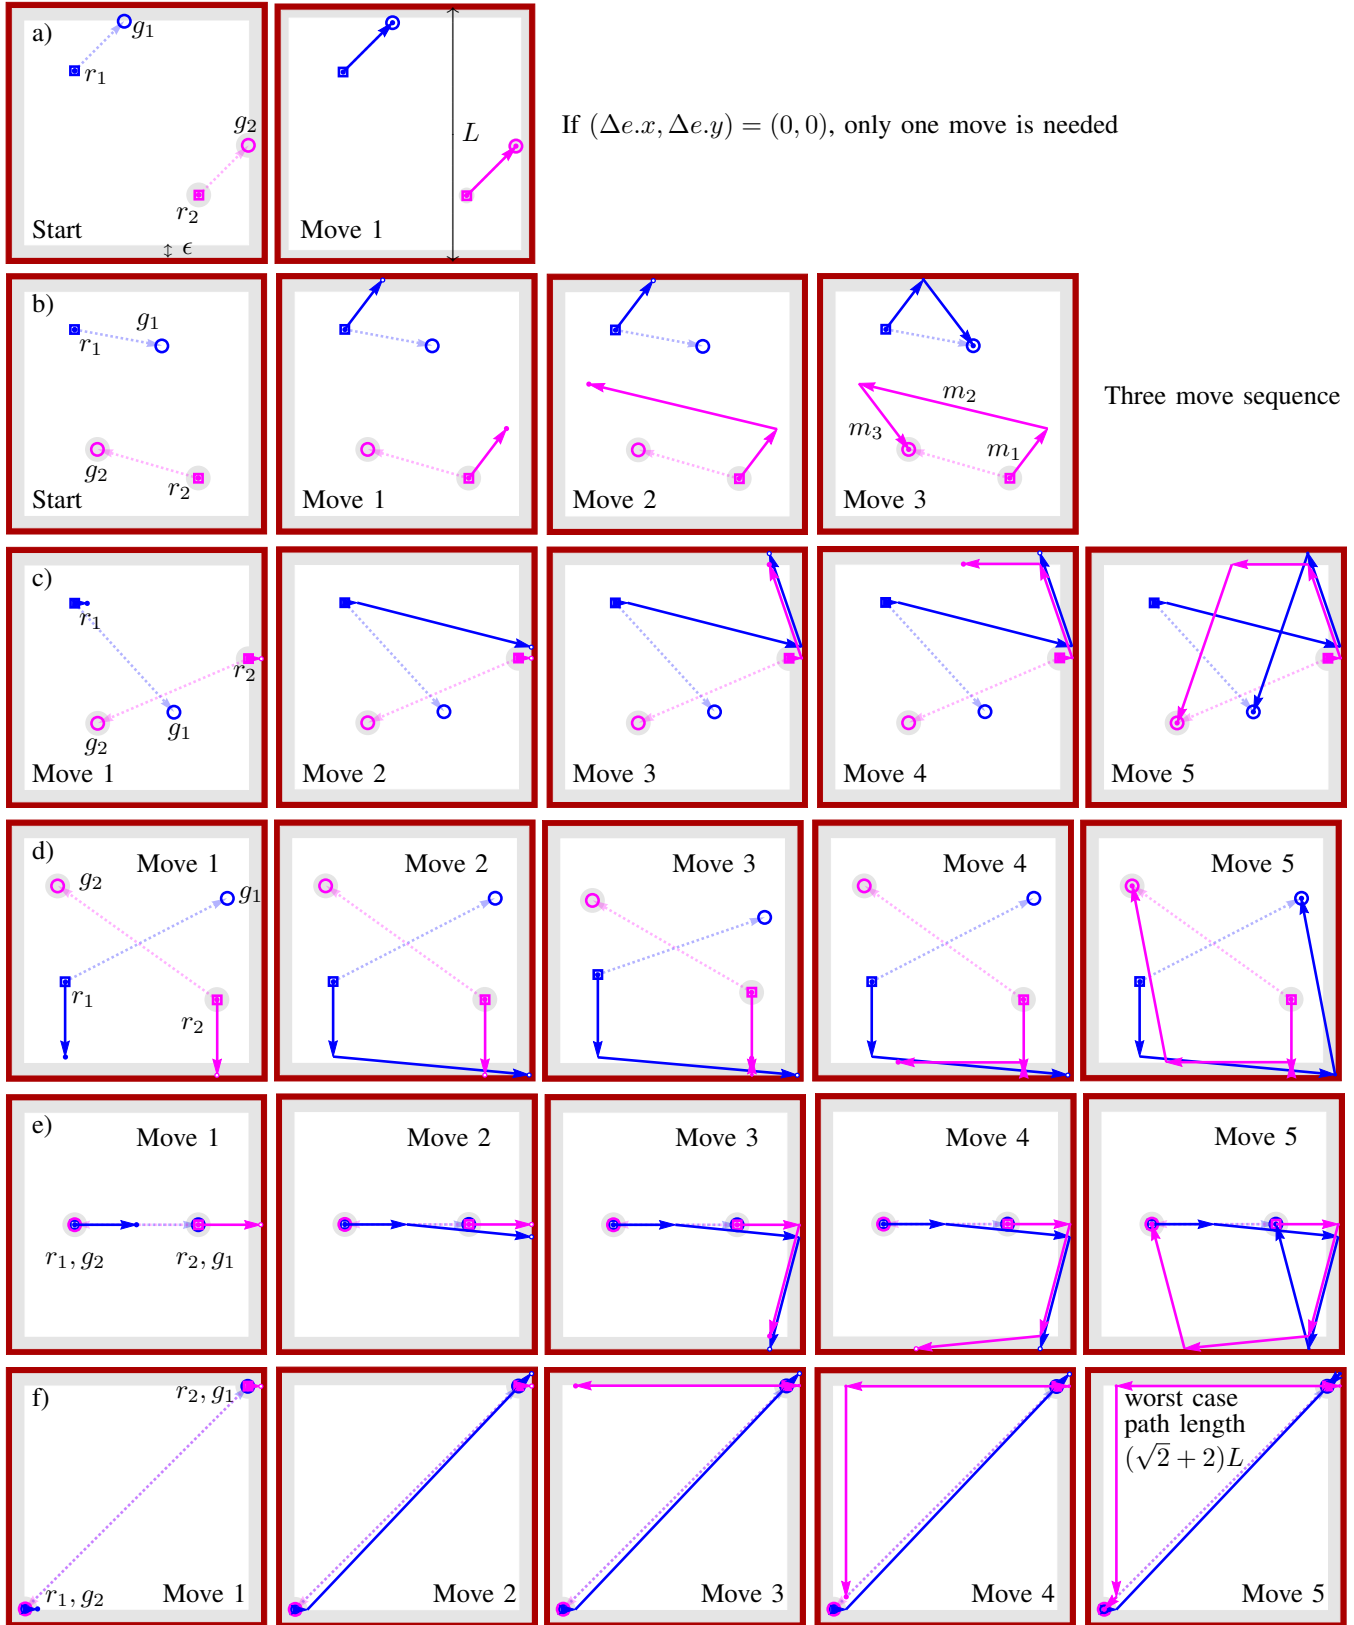 a)
g₁
r₁
g₂
r₂
Start
ϵ
L
Move 1
If (Δe.x, Δe.y) = (0, 0), only one move is needed
b)
g₁
r₁
g₂
r₂
Start
Move 1
Move 2
m₂
m₃
m₁
Move 3
Three move sequence
c)
r₁
r₂
g₂
g₁
Move 1
Move 2
Move 3
Move 4
Move 5
d)
Move 1
g₂
g₁
r₁
r₂
Move 2
Move 3
Move 4
Move 5
e)
Move 1
r₁, g₂
r₂, g₁
Move 2
Move 3
Move 4
Move 5
f)
r₂, g₁
r₁, g₂
Move 1
Move 2
Move 3
Move 4
worst case
path length
(√2 + 2)L
Move 5